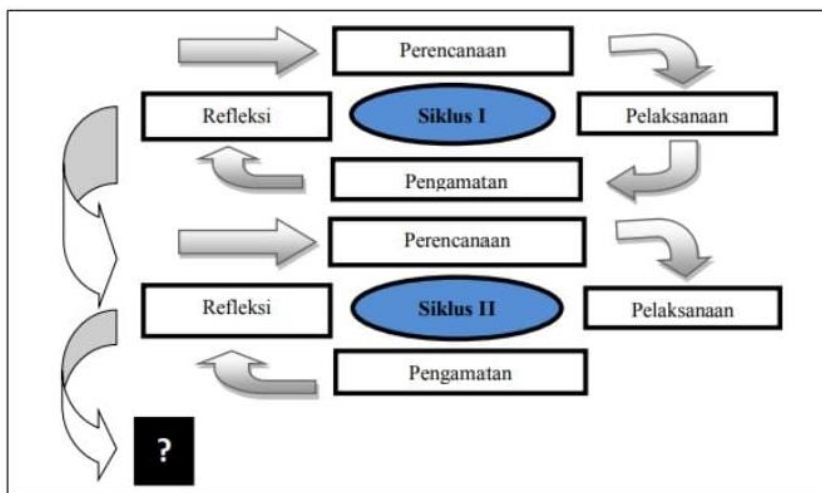 Perencanaan
Refleksi
Siklus I
Pelaksanaan
Pengamatan
Perencanaan
Refleksi
Siklus II
Pelaksanaan
Pengamatan
?